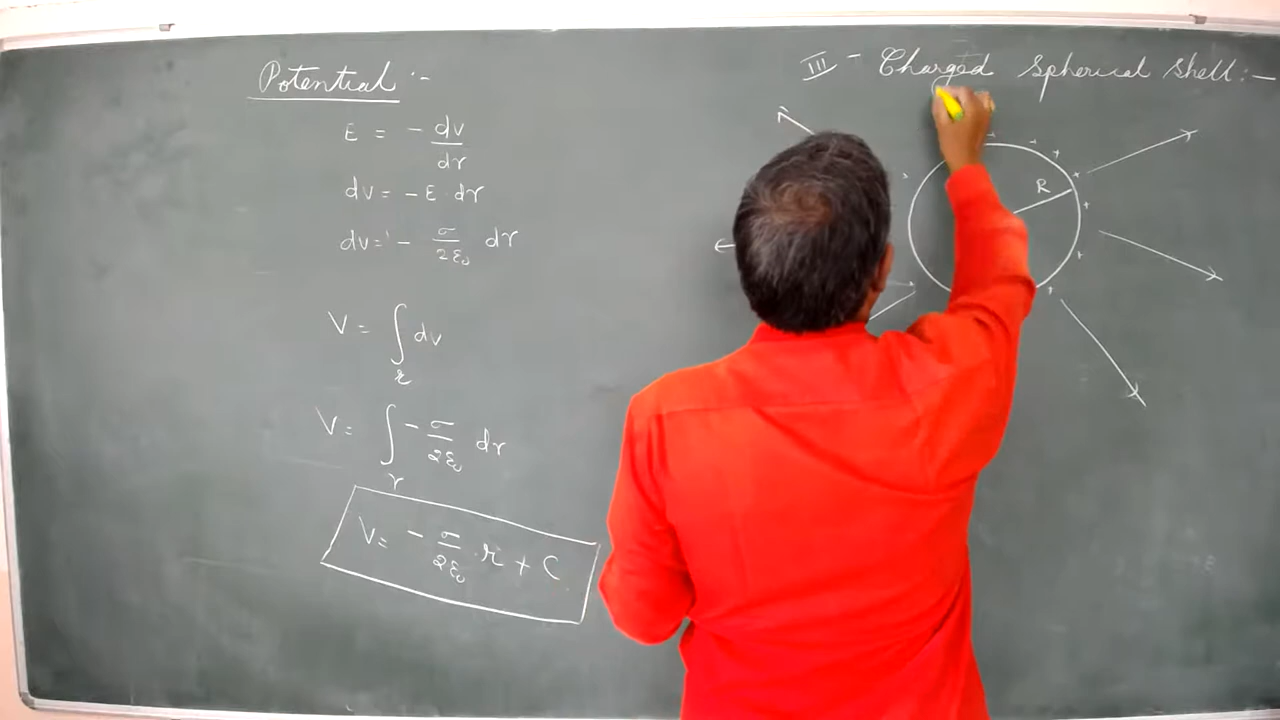 Potential :-
E = - dv/dr
dv = - E · dr
dv = - σ/2ε₀ dr
V = ∫r dv
V = ∫r - σ/2ε₀ dr
V = - σ/2ε₀ · r + C
III - Charged Spherical Shell :-
R